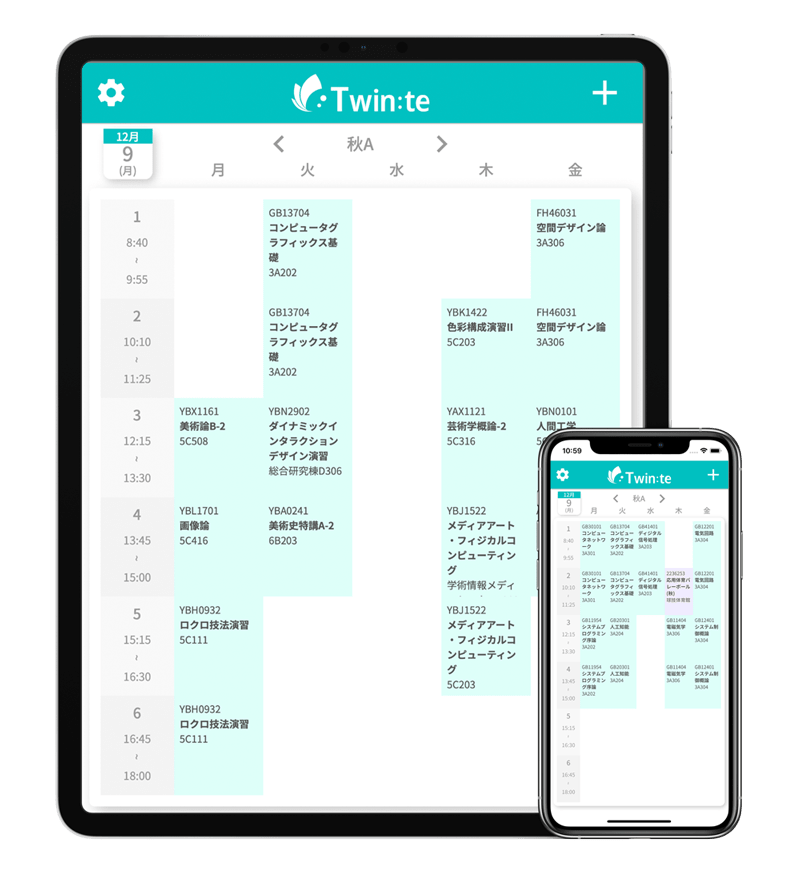 Twin:te
12月
9
(月)
秋A
月 火 水 木 金
1
8:40
~
9:55
GB13704
コンピュータグ
ラフィックス基
礎
3A202
FH46031
空間デザイン論
3A306
2
10:10
~
11:25
GB13704
コンピュータグ
ラフィックス基
礎
3A202
YBK1422
色彩構成演習II
5C203
FH46031
空間デザイン論
3A306
3
12:15
~
13:30
YBX1161
美術論B-2
5C508
YBN2902
ダイナミックイ
ンタラクション
デザイン演習
総合研究棟D306
YAX1121
芸術学概論-2
5C316
YBN0101
人間工学
4
13:45
~
15:00
YBL1701
画像論
5C416
YBA0241
美術史特講A-2
6B203
YBJ1522
メディアアート
・フィジカルコ
ンピューティン
グ
学術情報メディ
5
15:15
~
16:30
YBH0932
ロクロ技法演習
5C111
YBJ1522
メディアアート
・フィジカルコ
ンピューティン
グ
5C203
6
16:45
~
18:00
YBH0932
ロクロ技法演習
5C111
10:59
Twin:te
12月
9
(月)
秋A
月 火 水 木 金
1
8:40
~
9:55
GB30101
コンピュー
タネットワ
ーク
3A301
GB13704
コンピュー
タグラフィ
ックス基礎
3A202
GB41401
ディジタル
信号処理
3A203
GB12201
電気回路
3A304
2
10:10
~
11:25
GB30101
コンピュー
タネットワ
ーク
3A301
GB13704
コンピュー
タグラフィ
ックス基礎
3A202
GB41401
ディジタル
信号処理
3A203
2236253
応用体育バ
レーボール
(秋)
球技体育館
GB12201
電気回路
3A304
3
12:15
~
13:30
GB11954
システムプ
ログラミン
グ序論
3A202
GB20301
人工知能
3A204
GB11404
電磁気学
3A306
GB12401
システム制
御概論
3A304
4
13:45
~
15:00
GB11954
システムプ
ログラミン
グ序論
3A202
GB20301
人工知能
3A204
GB11404
電磁気学
3A306
GB12401
システム制
御概論
3A304
5
15:15
~
16:30
6
16:45
~
18:00